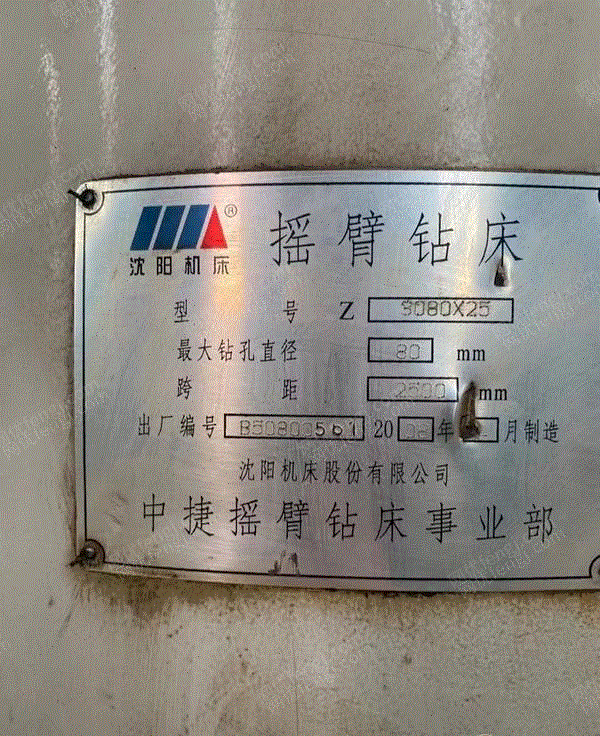 ® 摇臂钻床
沈阳机床
型 号 Z 3080X25
最大钻孔直径 80 mm
跨 距 2500 mm
出厂编号 B50800561 20 年 月制造
沈阳机床股份有限公司
中捷摇臂钻床事业部